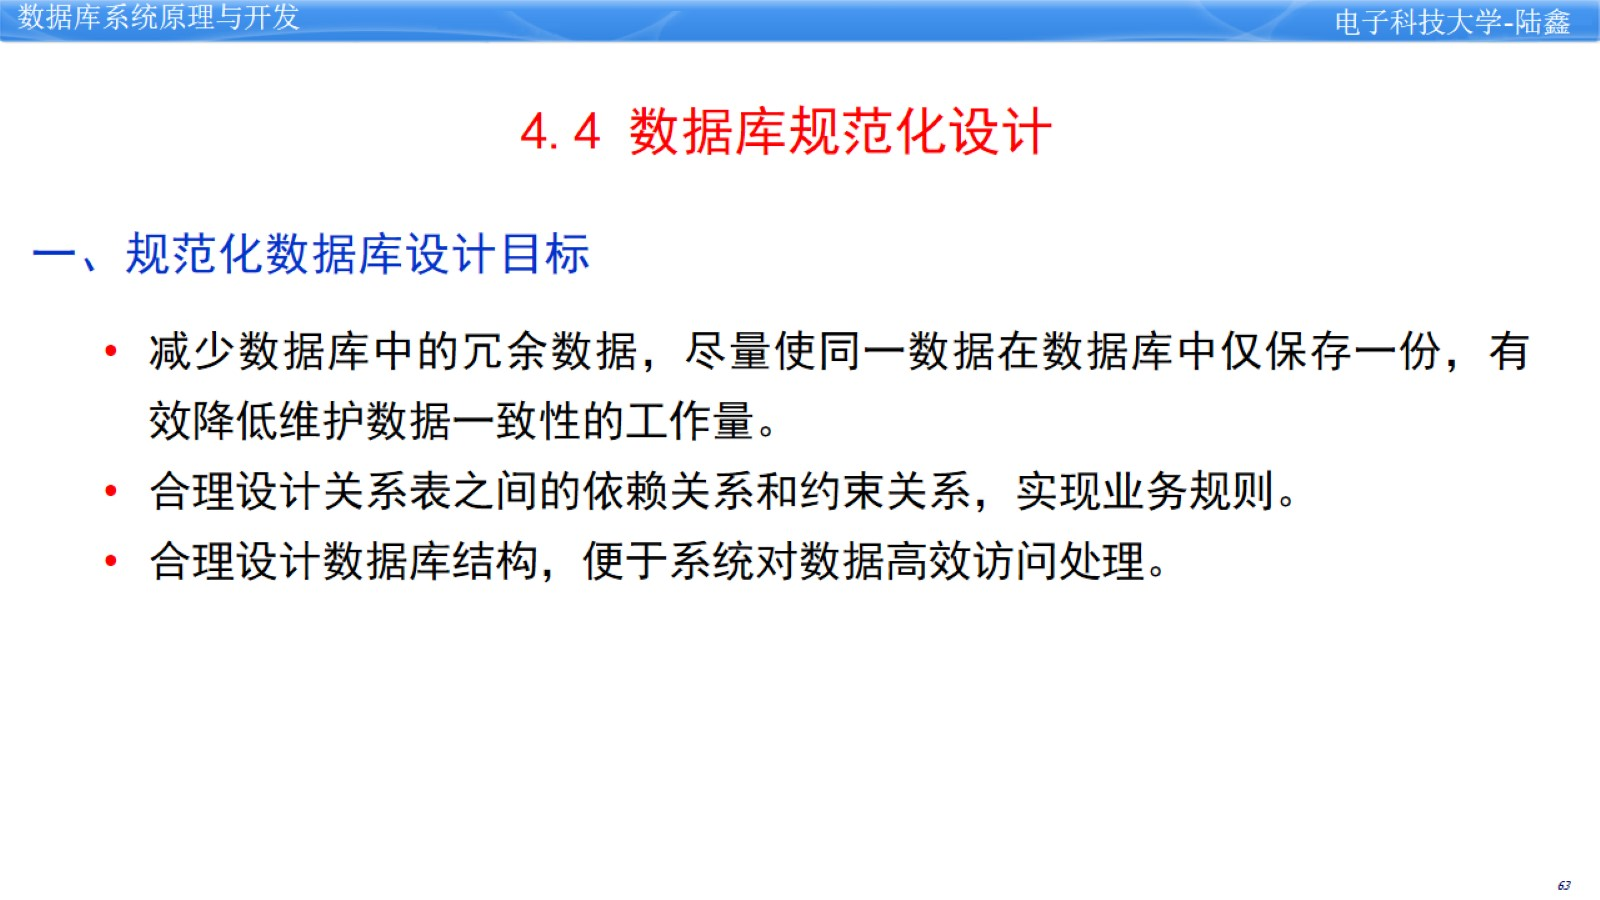 数据库系统原理与开发
电子科技大学-陆鑫
4.4 数据库规范化设计
一、规范化数据库设计目标
• 减少数据库中的冗余数据，尽量使同一数据在数据库中仅保存一份，有
效降低维护数据一致性的工作量。
• 合理设计关系表之间的依赖关系和约束关系，实现业务规则。
• 合理设计数据库结构，便于系统对数据高效访问处理。
63